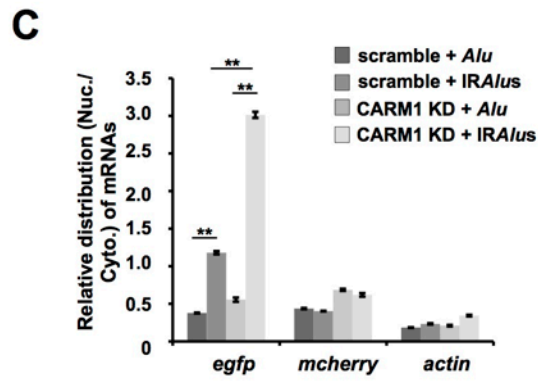 C
scramble + Alu
scramble + IRAlus
CARM1 KD + Alu
CARM1 KD + IRAlus
Relative distribution (Nuc./
Cyto.) of mRNAs
3.5
3.0
2.5
2.0
1.5
1.0
0.5
0
**
**
**
egfp
mcherry
actin